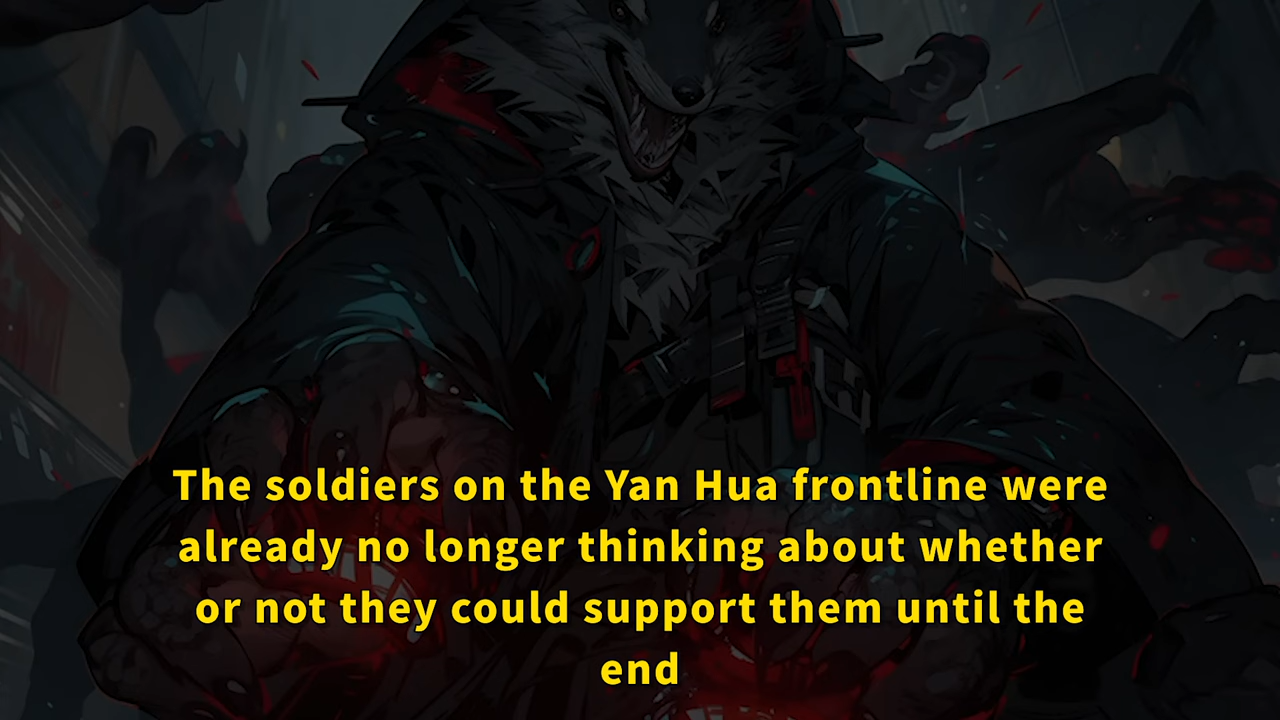 The soldiers on the Yan Hua frontline were
already no longer thinking about whether
or not they could support them until the
end